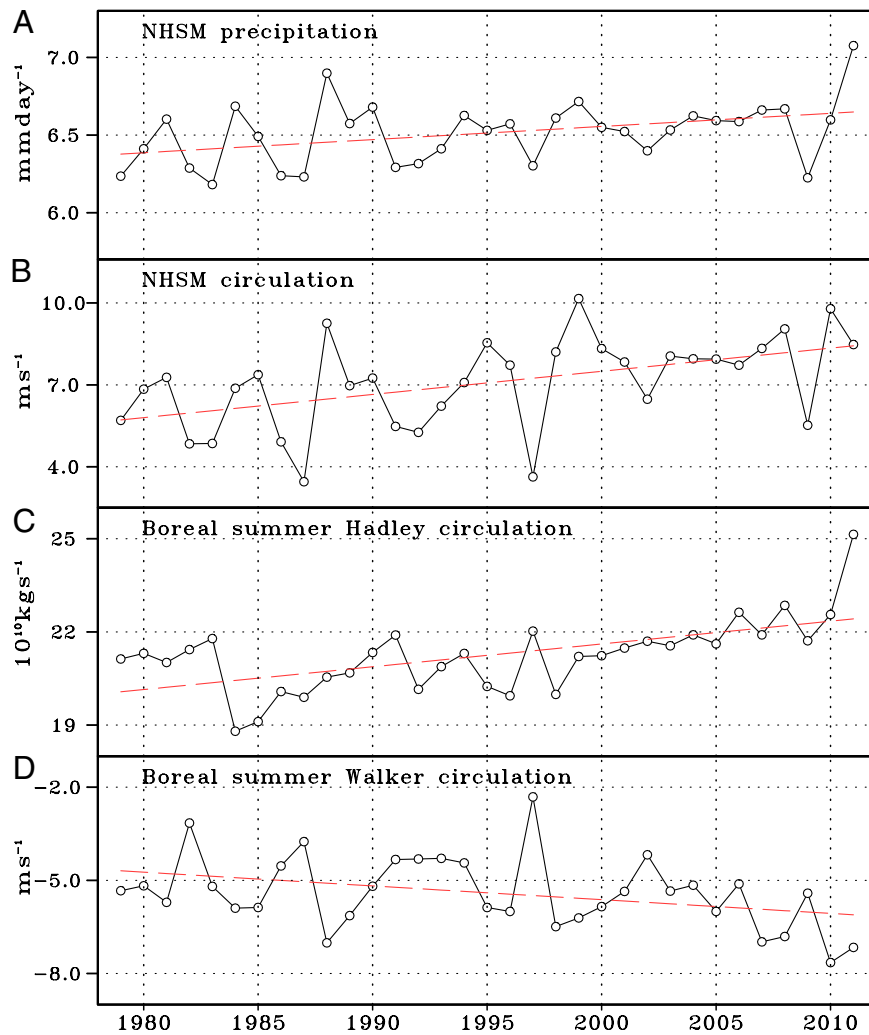 A
NHSM precipitation
7.0
6.5
6.0
mmday⁻¹
B
NHSM circulation
10.0
7.0
4.0
ms⁻¹
C
Boreal summer Hadley circulation
25
22
19
10¹⁰kgs⁻¹
D
Boreal summer Walker circulation
−2.0
−5.0
−8.0
ms⁻¹
1980 1985 1990 1995 2000 2005 2010